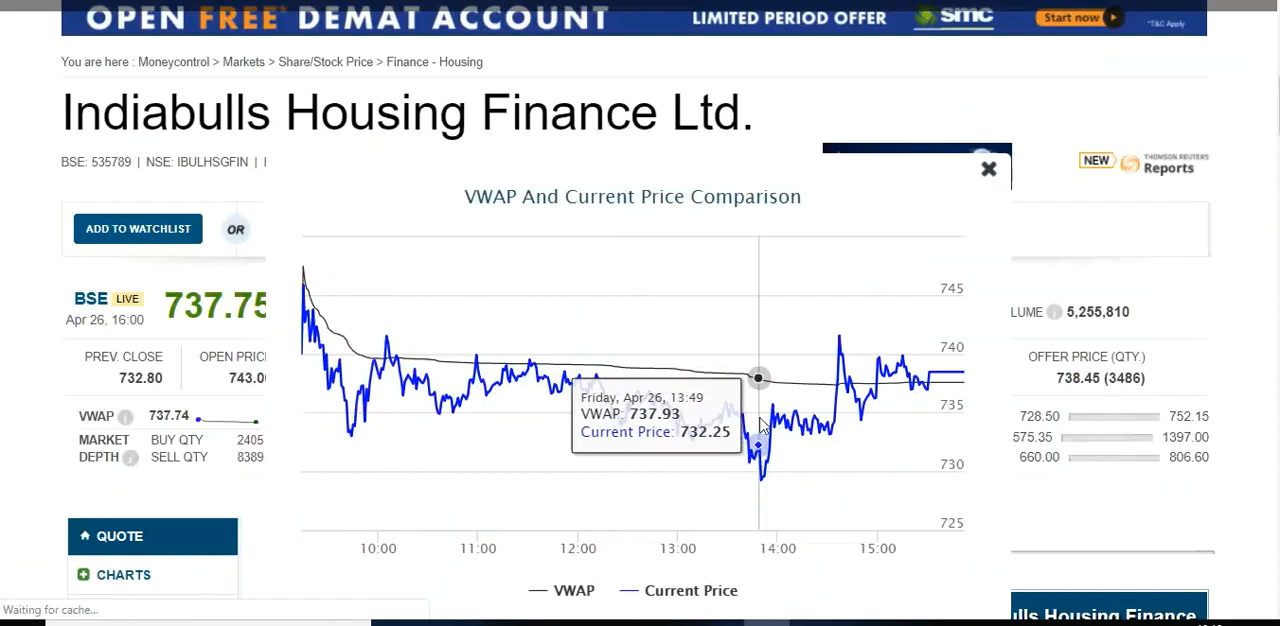 OPEN FREE DEMAT ACCOUNT LIMITED PERIOD OFFER smc Start now *T&C Apply
You are here : Moneycontrol > Markets > Share/Stock Price > Finance - Housing
Indiabulls Housing Finance Ltd.
BSE: 535789 | NSE: IBULHSGFIN |
NEW THOMSON REUTERS
Reports
VWAP And Current Price Comparison
ADD TO WATCHLIST OR
BSE LIVE 737.75
Apr 26, 16:00
LUME 5,255,810
PREV. CLOSE OPEN PRIC
732.80 743.0
OFFER PRICE (QTY.)
738.45 (3486)
VWAP 737.74
MARKET BUY QTY 2405
DEPTH SELL QTY 8389
728.50 752.15
575.35 1397.00
660.00 806.60
745
740
735
730
725
Friday, Apr 26, 13:49
VWAP: 737.93
Current Price: 732.25
10:00 11:00 12:00 13:00 14:00 15:00
VWAP Current Price
QUOTE
CHARTS
Waiting for cache...
ulls Housing Finance